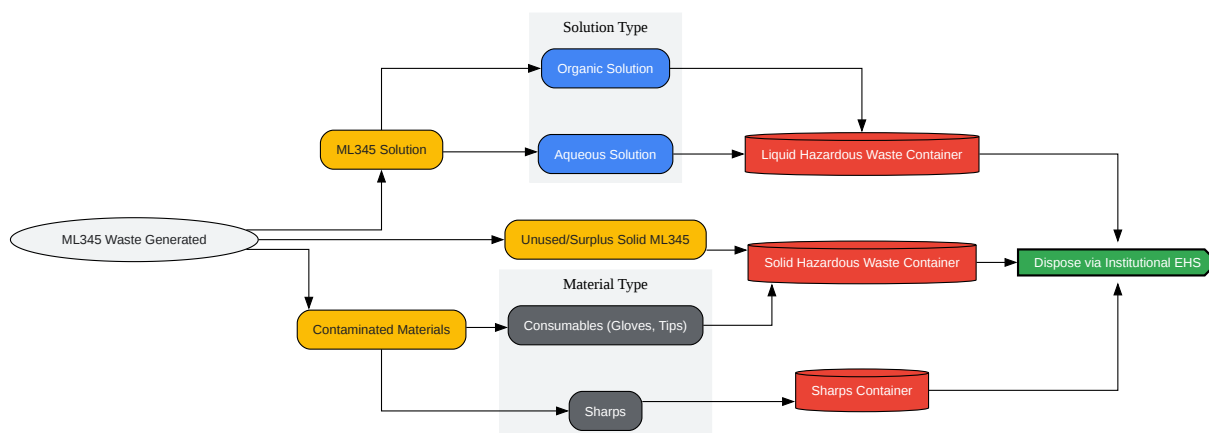 Solution Type
Organic Solution
ML345 Solution
Aqueous Solution
Liquid Hazardous Waste Container
ML345 Waste Generated
Unused/Surplus Solid ML345
Solid Hazardous Waste Container
Dispose via Institutional EHS
Material Type
Contaminated Materials
Consumables (Gloves, Tips)
Sharps Container
Sharps